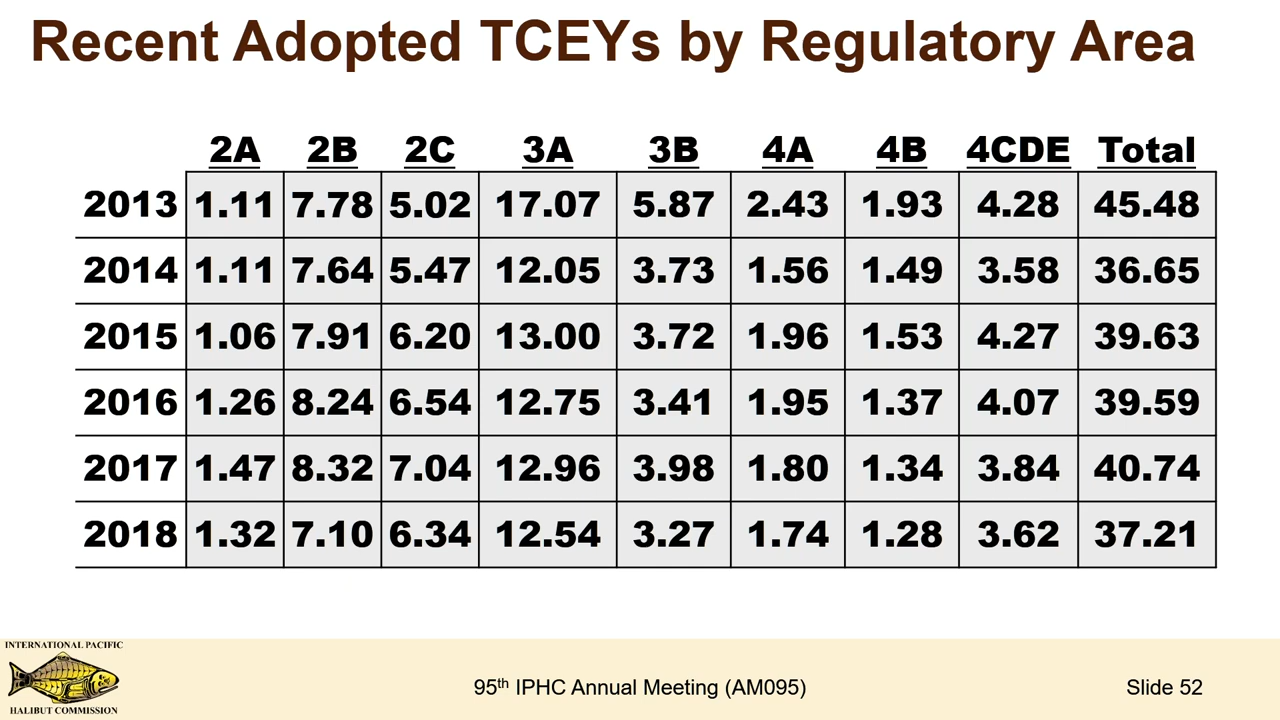 Recent Adopted TCEYs by Regulatory Area
2A 2B 2C 3A 3B 4A 4B 4CDE Total
2013 1.11 7.78 5.02 17.07 5.87 2.43 1.93 4.28 45.48
2014 1.11 7.64 5.47 12.05 3.73 1.56 1.49 3.58 36.65
2015 1.06 7.91 6.20 13.00 3.72 1.96 1.53 4.27 39.63
2016 1.26 8.24 6.54 12.75 3.41 1.95 1.37 4.07 39.59
2017 1.47 8.32 7.04 12.96 3.98 1.80 1.34 3.84 40.74
2018 1.32 7.10 6.34 12.54 3.27 1.74 1.28 3.62 37.21
INTERNATIONAL PACIFIC
HALIBUT COMMISSION
95th IPHC Annual Meeting (AM095)
Slide 52